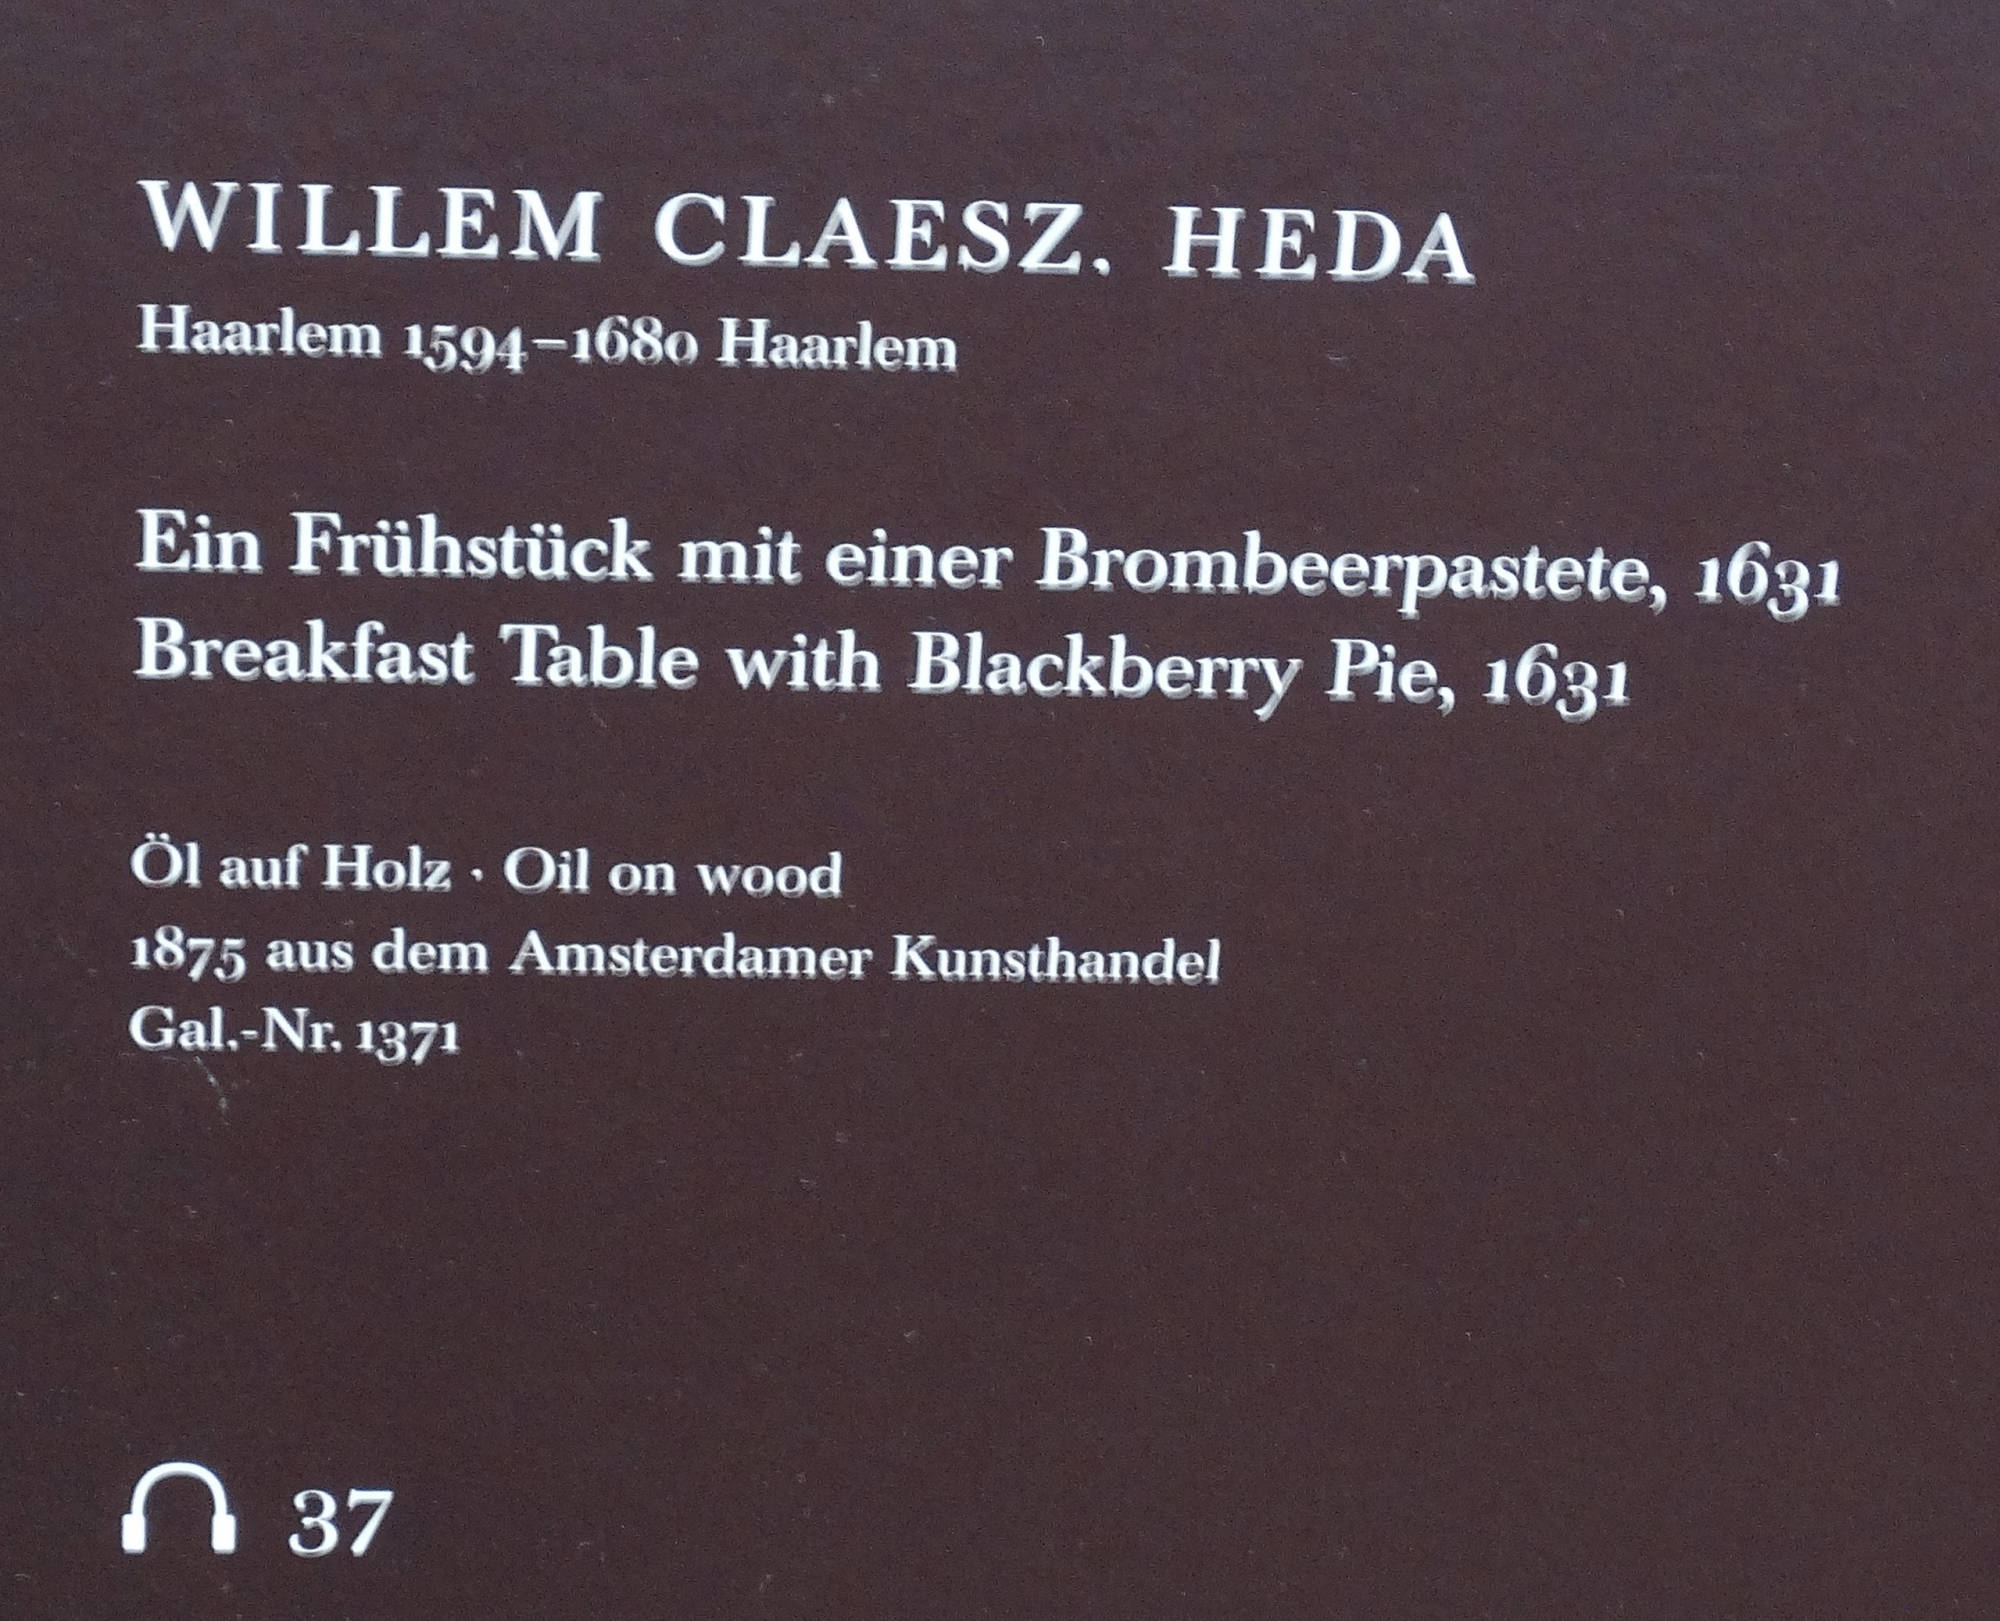 WILLEM CLAESZ. HEDA
Haarlem 1594–1680 Haarlem
Ein Frühstück mit einer Brombeerpastete, 1631
Breakfast Table with Blackberry Pie, 1631
Öl auf Holz · Oil on wood
1875 aus dem Amsterdamer Kunsthandel
Gal.-Nr. 1371
37